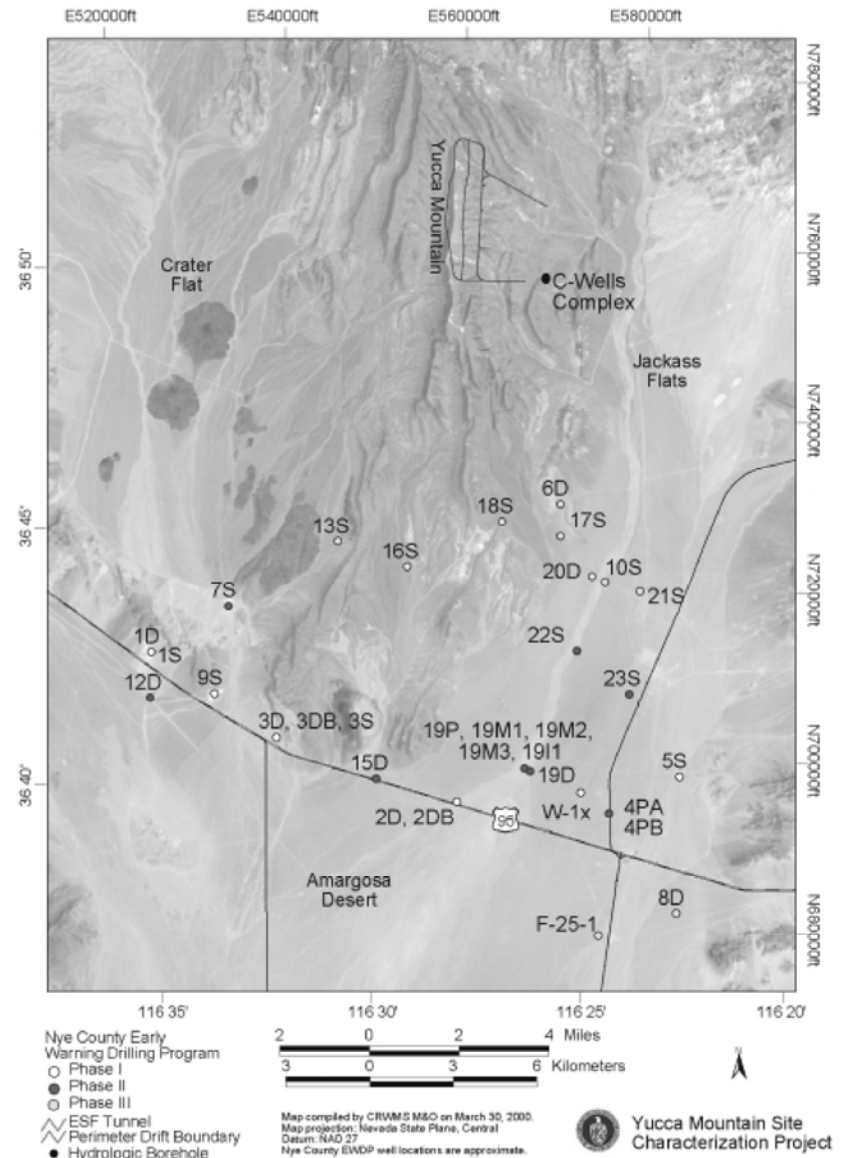 E520000ft E540000ft E560000ft E580000ft
N780000ft
Yucca Mountain
N760000ft
36 50'
Crater
Flat
C-Wells
Complex
Jackass
Flats
N740000ft
6D
18S
17S
36 45'
13S
16S
20D
10S
21S
N720000ft
7S
22S
1D
1S
23S
12D
9S
3D, 3DB, 3S
19P, 19M1, 19M2,
19M3, 19I1
N700000ft
15D
19D
5S
36 40'
W-1x
4PA
4PB
2D, 2DB
95
Amargosa
Desert
8D
F-25-1
N680000ft
116 35' 116 30' 116 25' 116 20'
Nye County Early
Warning Drilling Program
Phase I
Phase II
Phase III
ESF Tunnel
Perimeter Drift Boundary
Hydrologic Borehole
2 0 2 4 Miles
3 0 3 6 Kilometers
N
Map compiled by CRWMS M&O on March 30, 2000.
Map projection: Nevada State Plane, Central
Datum: NAD 27
Nye County EWDP well locations are approximate.
Yucca Mountain Site
Characterization Project